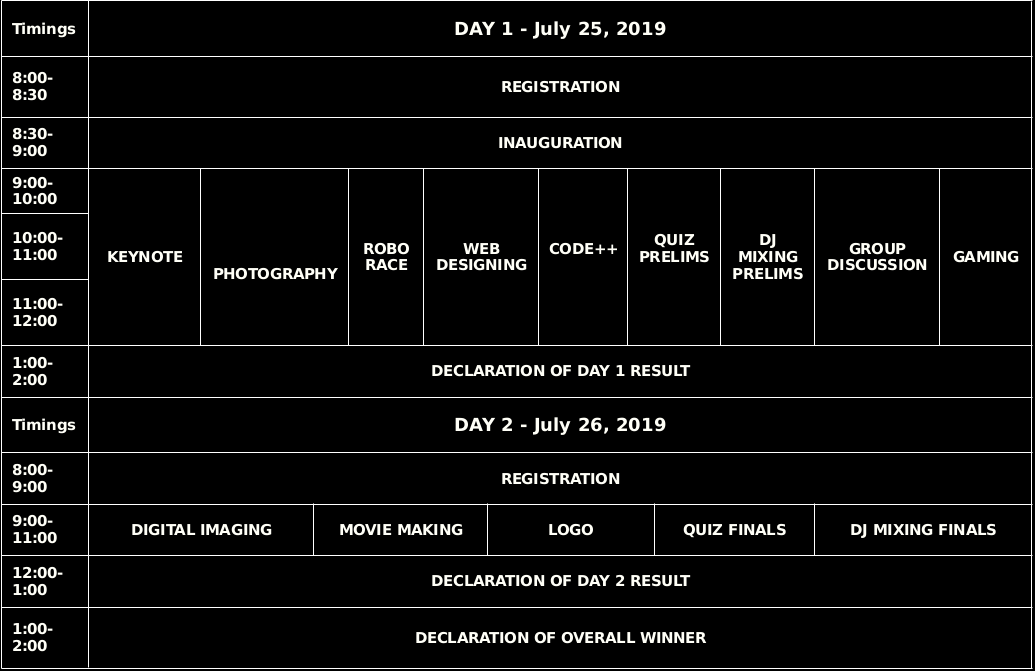 Timings
DAY 1 - July 25, 2019
8:00-
8:30
REGISTRATION
8:30-
9:00
INAUGURATION
9:00-
10:00
10:00-
11:00
11:00-
12:00
KEYNOTE
PHOTOGRAPHY
ROBO
RACE
WEB
DESIGNING
CODE++
QUIZ
PRELIMS
DJ
MIXING
PRELIMS
GROUP
DISCUSSION
GAMING
1:00-
2:00
DECLARATION OF DAY 1 RESULT
Timings
DAY 2 - July 26, 2019
8:00-
9:00
REGISTRATION
9:00-
11:00
DIGITAL IMAGING
MOVIE MAKING
LOGO
QUIZ FINALS
DJ MIXING FINALS
12:00-
1:00
DECLARATION OF DAY 2 RESULT
1:00-
2:00
DECLARATION OF OVERALL WINNER